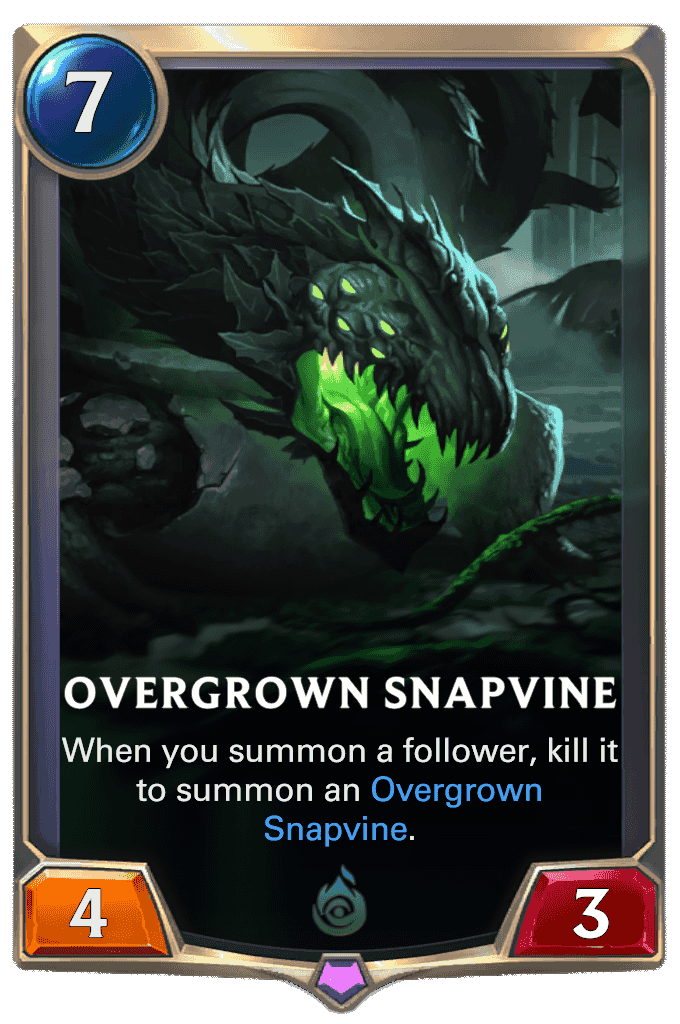 7
OVERGROWN SNAPVINE
When you summon a follower, kill it
to summon an Overgrown
Snapvine.
4
3